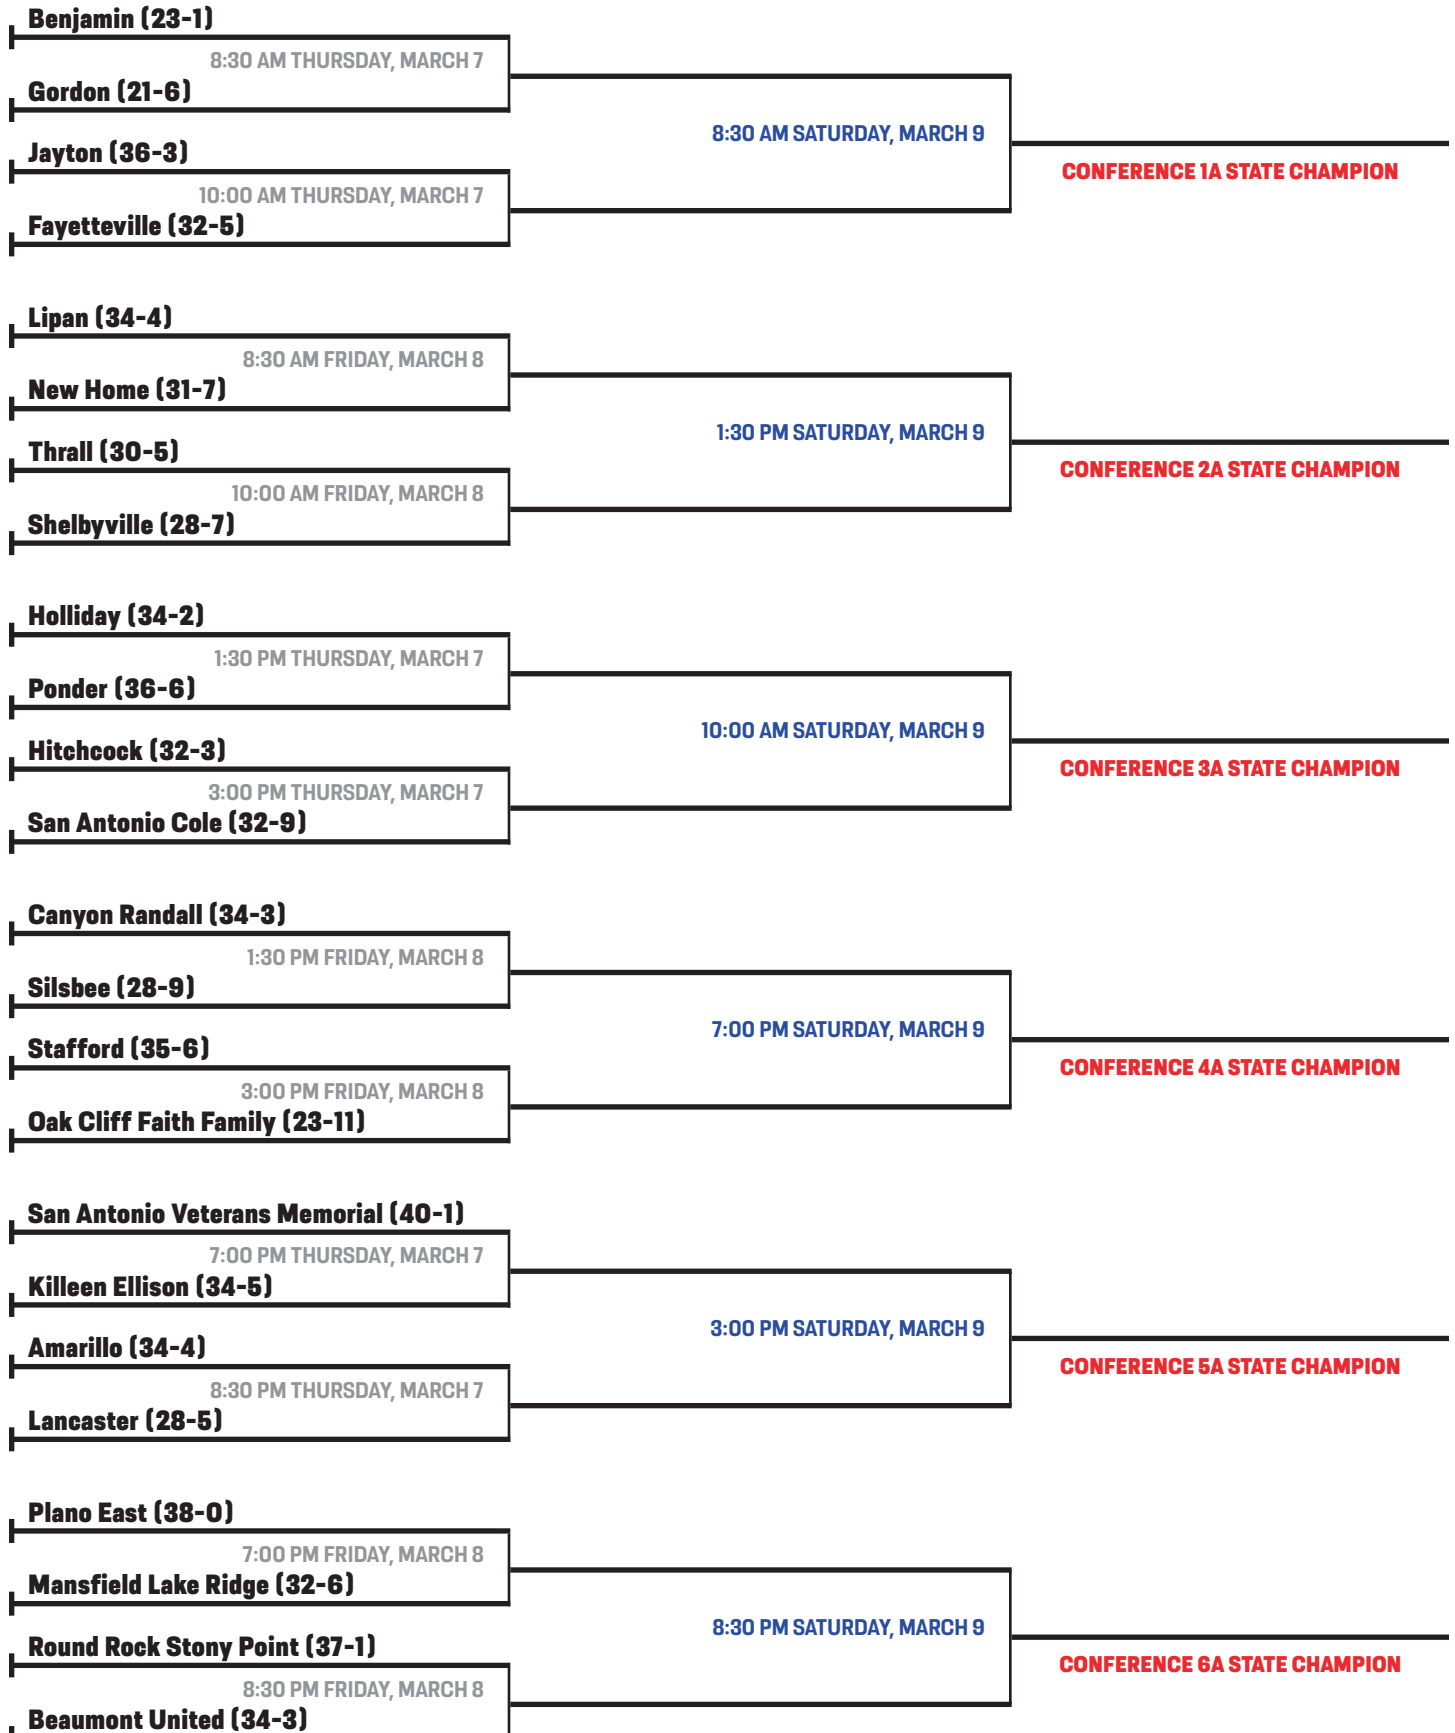 Benjamin (23-1)
8:30 AM THURSDAY, MARCH 7
Gordon (21-6)
8:30 AM SATURDAY, MARCH 9
Jayton (36-3)
CONFERENCE 1A STATE CHAMPION
10:00 AM THURSDAY, MARCH 7
Fayetteville (32-5)
Lipan (34-4)
8:30 AM FRIDAY, MARCH 8
New Home (31-7)
1:30 PM SATURDAY, MARCH 9
Thrall (30-5)
CONFERENCE 2A STATE CHAMPION
10:00 AM FRIDAY, MARCH 8
Shelbyville (28-7)
Holliday (34-2)
1:30 PM THURSDAY, MARCH 7
Ponder (36-6)
10:00 AM SATURDAY, MARCH 9
Hitchcock (32-3)
CONFERENCE 3A STATE CHAMPION
3:00 PM THURSDAY, MARCH 7
San Antonio Cole (32-9)
Canyon Randall (34-3)
1:30 PM FRIDAY, MARCH 8
Silsbee (28-9)
7:00 PM SATURDAY, MARCH 9
Stafford (35-6)
CONFERENCE 4A STATE CHAMPION
3:00 PM FRIDAY, MARCH 8
Oak Cliff Faith Family (23-11)
San Antonio Veterans Memorial (40-1)
7:00 PM THURSDAY, MARCH 7
Killeen Ellison (34-5)
3:00 PM SATURDAY, MARCH 9
Amarillo (34-4)
CONFERENCE 5A STATE CHAMPION
8:30 PM THURSDAY, MARCH 7
Lancaster (28-5)
Plano East (38-0)
7:00 PM FRIDAY, MARCH 8
Mansfield Lake Ridge (32-6)
8:30 PM SATURDAY, MARCH 9
Round Rock Stony Point (37-1)
CONFERENCE 6A STATE CHAMPION
8:30 PM FRIDAY, MARCH 8
Beaumont United (34-3)